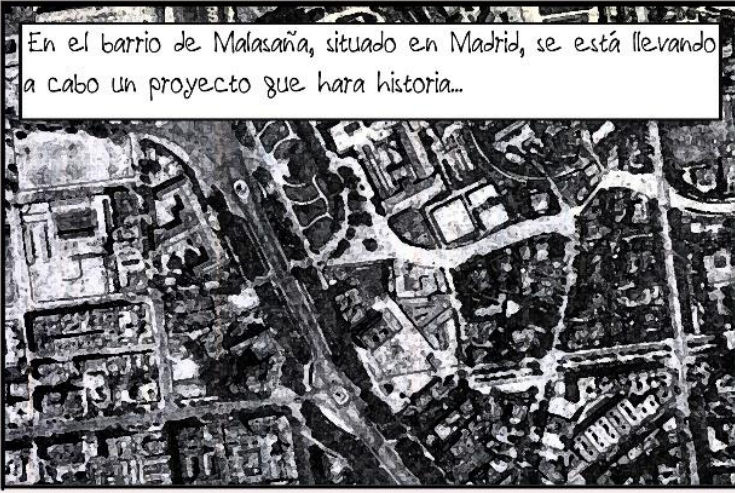 En el barrio de Malasaña, situado en Madrid, se está llevando
a cabo un proyecto que hara historia...